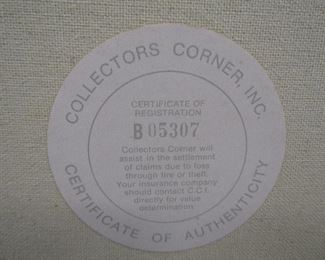 COLLECTORS CORNER, INC.
CERTIFICATE OF
REGISTRATION
B 05307
Collectors Corner will
assist in the settlement
of claims due to loss
through fire or theft.
Your insurance company
should contact C.C.I.
directly for value
determination
CERTIFICATE OF AUTHENTICITY